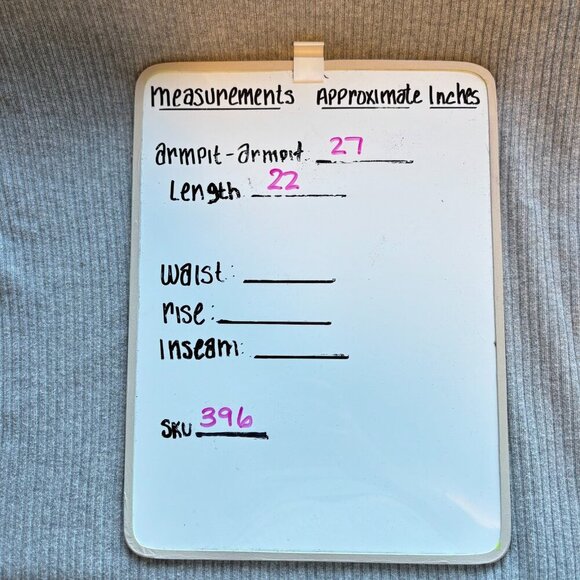 measurements Approximate Inches
armpit-armpit 27
Length 22
waist:
rise:
Inseam:
SKU 396